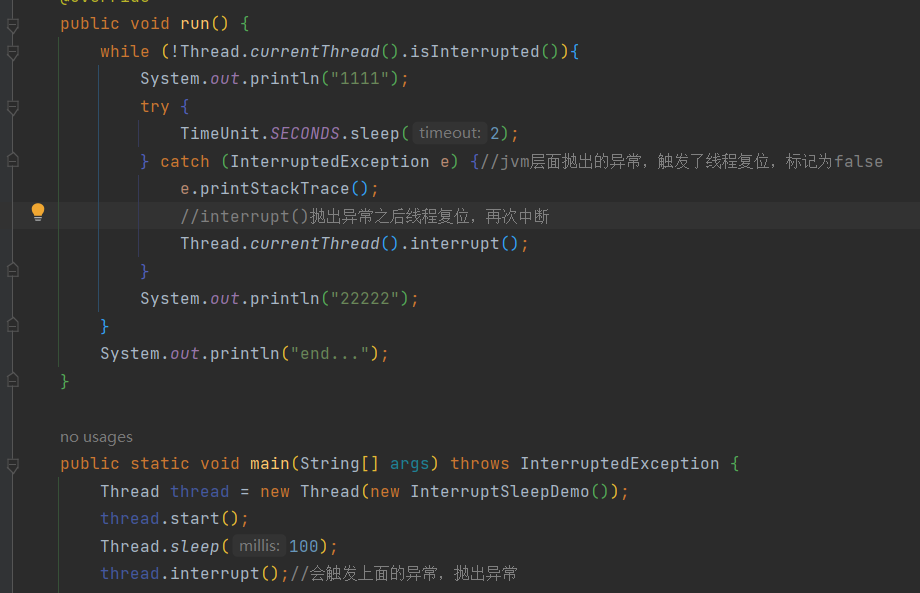 @Override
public void run() {
while (!Thread.currentThread().isInterrupted()){
System.out.println("1111");
try {
TimeUnit.SECONDS.sleep( timeout: 2);
} catch (InterruptedException e) {//jvm层面抛出的异常，触发了线程复位，标记为false
e.printStackTrace();
//interrupt()抛出异常之后线程复位，再次中断
Thread.currentThread().interrupt();
}
System.out.println("22222");
}
System.out.println("end...");
}
no usages
public static void main(String[] args) throws InterruptedException {
Thread thread = new Thread(new InterruptSleepDemo());
thread.start();
Thread.sleep( millis: 100);
thread.interrupt();//会触发上面的异常，抛出异常